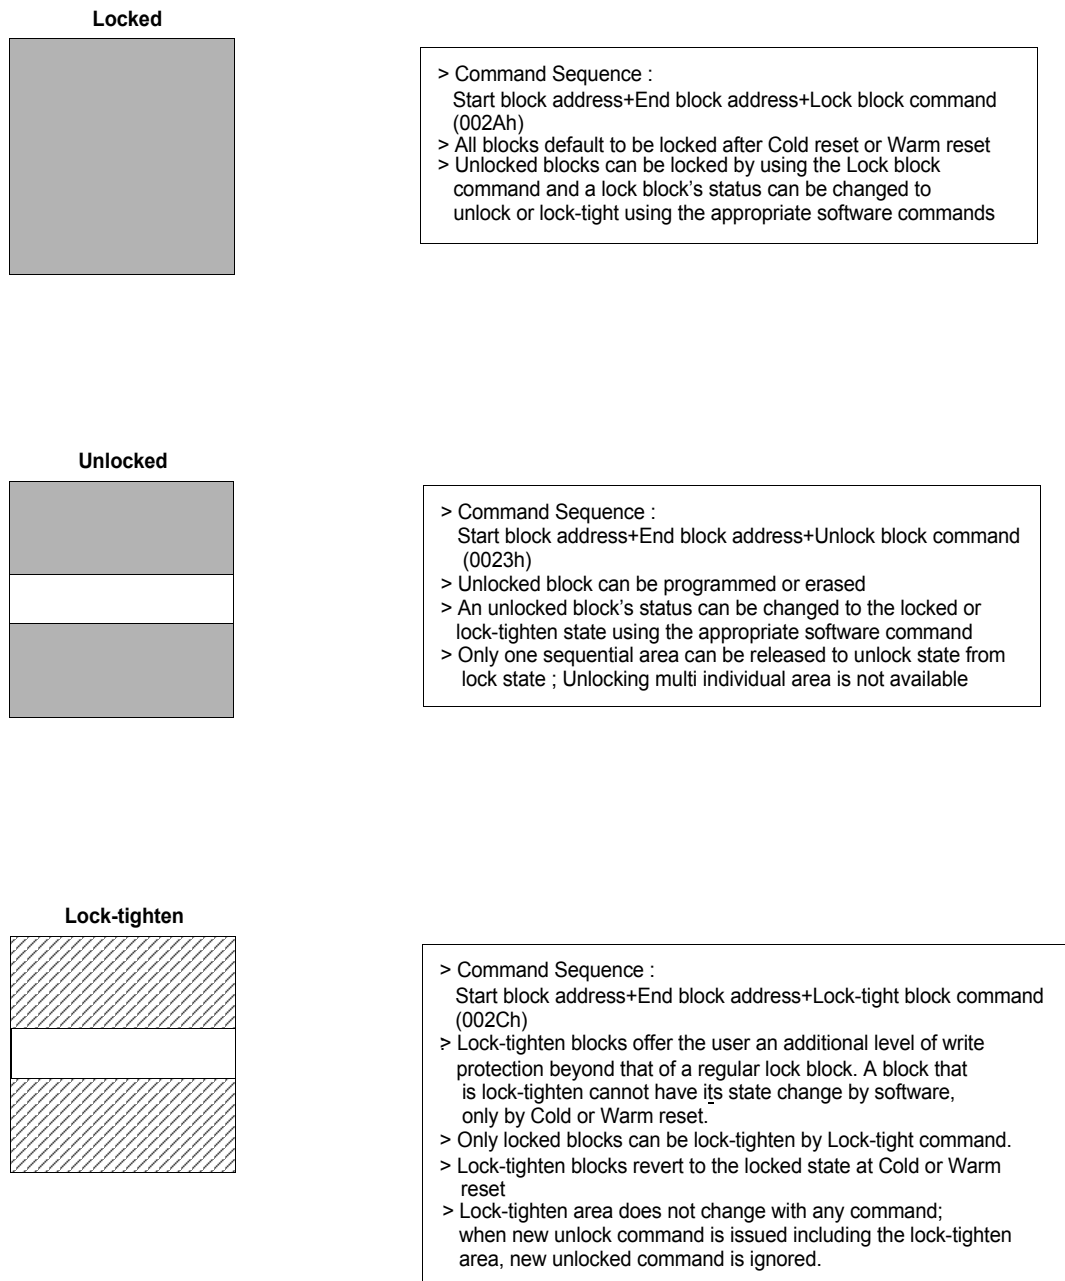 Locked
> Command Sequence :
Start block address+End block address+Lock block command
(002Ah)
> All blocks default to be locked after Cold reset or Warm reset
> Unlocked blocks can be locked by using the Lock block
command and a lock block's status can be changed to
unlock or lock-tight using the appropriate software commands
Unlocked
> Command Sequence :
Start block address+End block address+Unlock block command
(0023h)
> Unlocked block can be programmed or erased
> An unlocked block's status can be changed to the locked or
lock-tighten state using the appropriate software command
> Only one sequential area can be released to unlock state from
lock state ; Unlocking multi individual area is not available
Lock-tighten
> Command Sequence :
Start block address+End block address+Lock-tight block command
(002Ch)
> Lock-tighten blocks offer the user an additional level of write
protection beyond that of a regular lock block. A block that
is lock-tighten cannot have its state change by software,
only by Cold or Warm reset.
> Only locked blocks can be lock-tighten by Lock-tight command.
> Lock-tighten blocks revert to the locked state at Cold or Warm
reset
> Lock-tighten area does not change with any command;
when new unlock command is issued including the lock-tighten
area, new unlocked command is ignored.